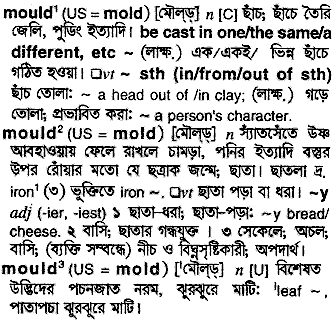 mould¹ (US = mold) [মৌল্ড্] n [C] ছাঁচ; ছাঁচে তৈরি
জেলি, পুডিং ইত্যাদি। be cast in one/the same/a
different, etc ~ (লাক্ষ.) এক/একই/ ভিন্ন ছাঁচে
গঠিত হওয়া। □vt ~ sth (in/from/out of sth)
ছাঁচ তোলা: ~ a head out of /in clay; (লাক্ষ.) গড়ে
তোলা; প্রভাবিত করা: ~ a person's character.
mould² (US = mold) [মৌল্ড্] n স্যাঁতসেঁতে উষ্ণ
আবহাওয়ায় ফেলে রাখলে চামড়া, পনির ইত্যাদি বস্তুর
উপর রোঁয়ার মতো যে ছত্রাক জন্মে; ছাতা। ছাতলা দ্র.
iron¹ (৩) ভুক্তিতে iron ~. □vt ছাতা পড়া বা ধরা। ~y
adj (-ier, -iest) ১ ছাতা-ধরা; ছাতা-পড়া: ~y bread/
cheese. ২ বাসি; ছাতার গন্ধযুক্ত । ৩ সেকেলে; অচল;
বাসি; (ব্যক্তি সম্বন্ধে) নীচ ও বিঘ্নসৃষ্টিকারী; অপদার্থ।
mould³ (US = mold) [ˈমৌল্ড্] n [U] বিশেষত
উদ্ভিদের পচনজাত নরম, ঝুরঝুরে মাটি: ˈleaf ~,
পাতাপচা ঝুরঝুরে মাটি।